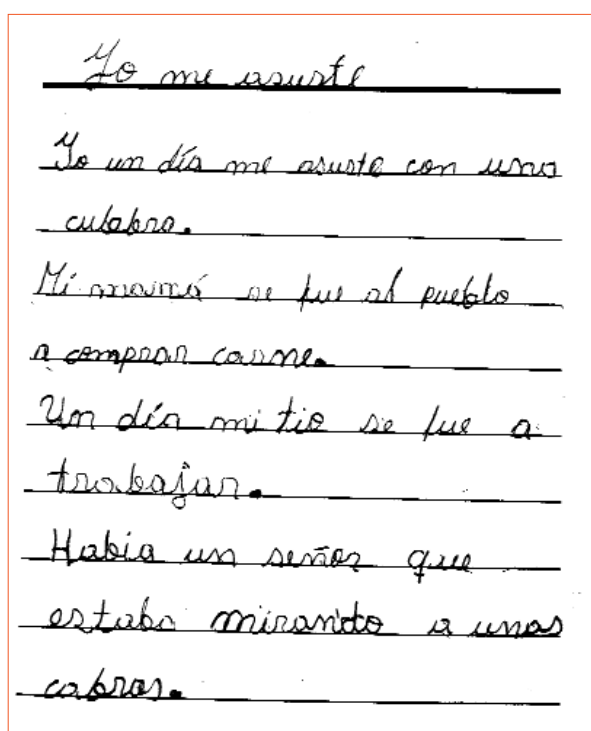 Yo me asuste
Yo un día me asuste con una
culebra.
Mi mamá se fue al pueblo
a comprar carne.
Un día mi tio se fue a
trabajar.
Habia un señor que
estaba mirando a unas
cabras.